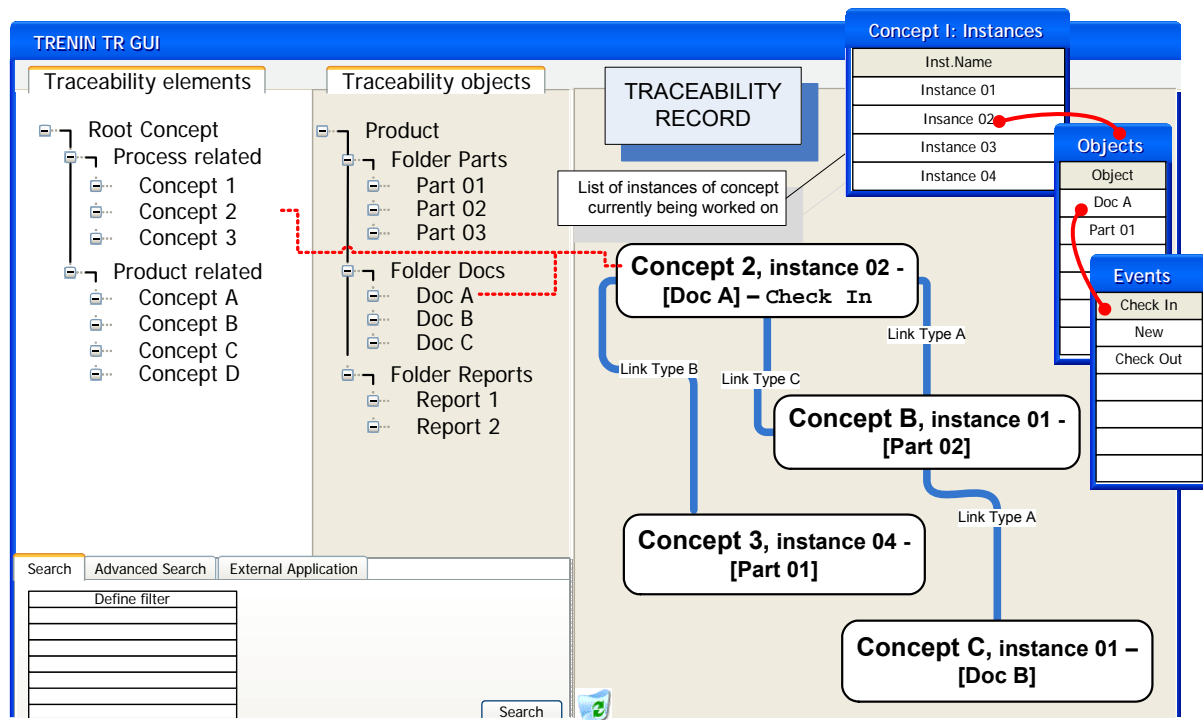 TRENIN TR GUI
Traceability elements
Root Concept
Process related
Concept 1
Concept 2
Concept 3
Product related
Concept A
Concept B
Concept C
Concept D
Traceability objects
Product
Folder Parts
Part 01
Part 02
Part 03
Folder Docs
Doc A
Doc B
Doc C
Folder Reports
Report 1
Report 2
TRACEABILITY
RECORD
List of instances of concept
currently being worked on
Concept I: Instances
Inst.Name
Instance 01
Insance 02
Instance 03
Instance 04
Objects
Object
Doc A
Part 01
Events
Check In
New
Check Out
Concept 2, instance 02 -
[Doc A] – Check In
Link Type A
Link Type B
Link Type C
Concept B, instance 01 -
[Part 02]
Link Type A
Concept 3, instance 04 -
[Part 01]
Concept C, instance 01 –
[Doc B]
Search
Advanced Search
External Application
Define filter
Search